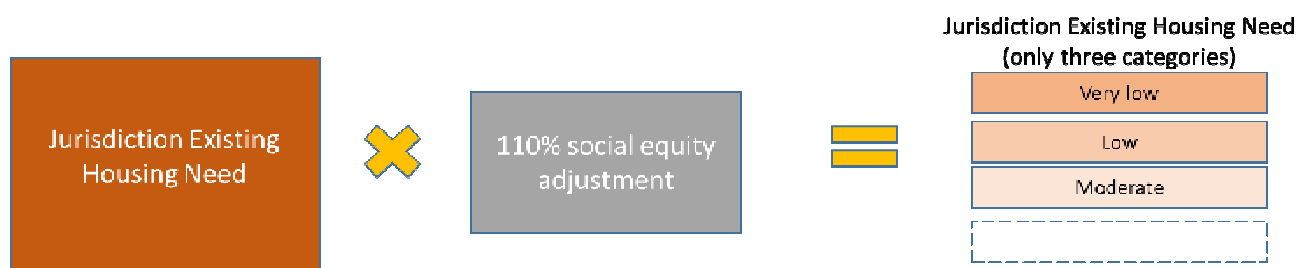 Jurisdiction Existing
Housing Need
110% social equity
adjustment
Jurisdiction Existing Housing Need
(only three categories)
Very low
Low
Moderate